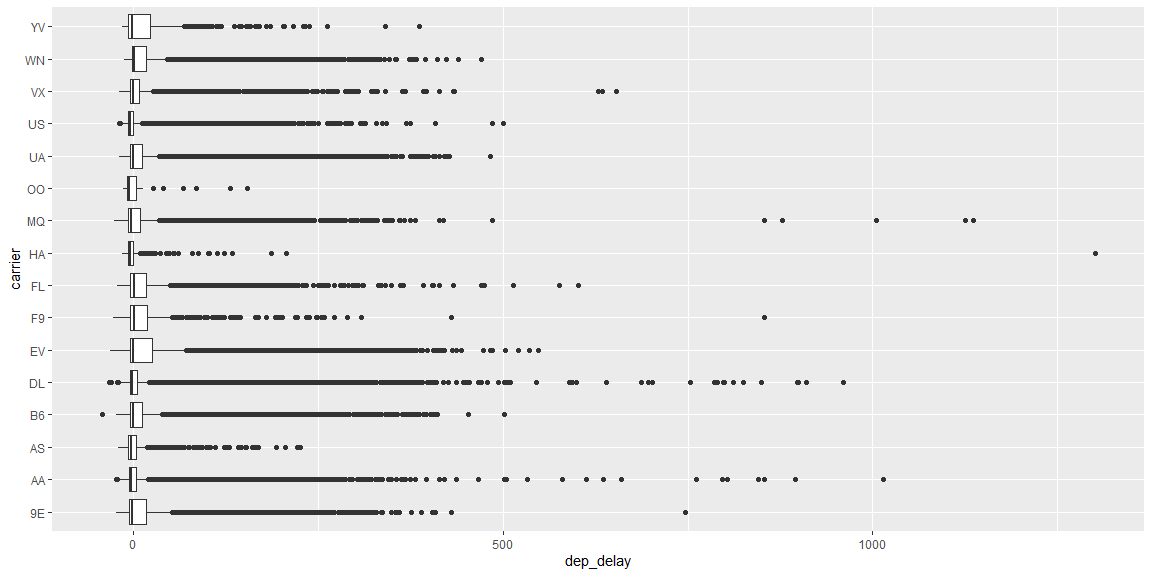 YV
WN
VX
US
UA
OO
MQ
HA
FL
F9
EV
DL
B6
AS
AA
9E
carrier
0 500 1000
dep_delay